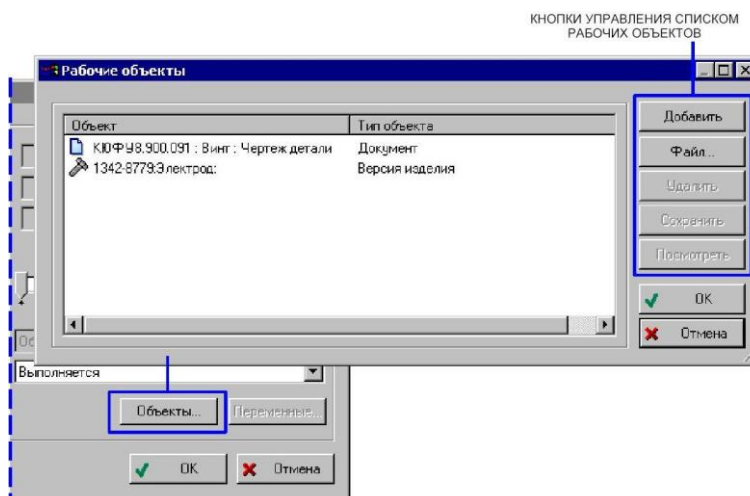 КНОПКИ УПРАВЛЕНИЯ СПИСКОМ
РАБОЧИХ ОБЪЕКТОВ
Рабочие объекты
Объект Тип объекта
КЮФУ8.900.091 : Винт : Чертеж детали Документ
1342-8779:Электрод: Версия изделия
Добавить
Файл...
Удалить
Сохранить
Посмотреть
OK
Отмена
Выполняется
Объекты... Переменные...
OK Отмена